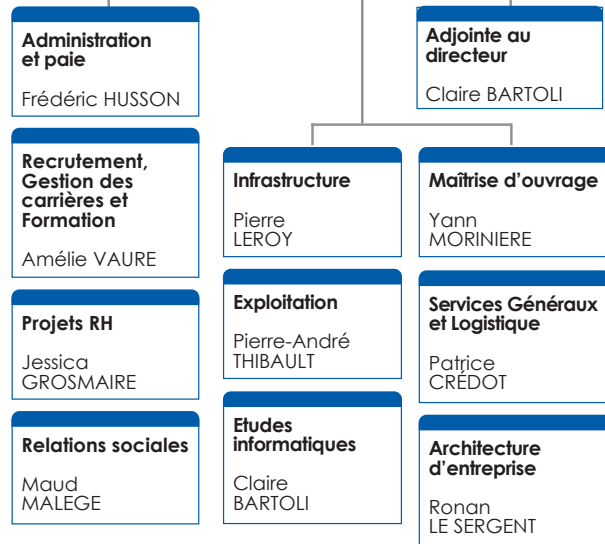 Administration
et paie
Frédéric HUSSON
Recrutement,
Gestion des
carrières et
Formation
Amélie VAURE
Projets RH
Jessica
GROSMAIRE
Relations sociales
Maud
MALEGE
Infrastructure
Pierre
LEROY
Exploitation
Pierre-André
THIBAULT
Etudes
informatiques
Claire
BARTOLI
Adjointe au
directeur
Claire BARTOLI
Maîtrise d’ouvrage
Yann
MORINIERE
Services Généraux
et Logistique
Patrice
CRÉDOT
Architecture
d’entreprise
Ronan
LE SERGENT